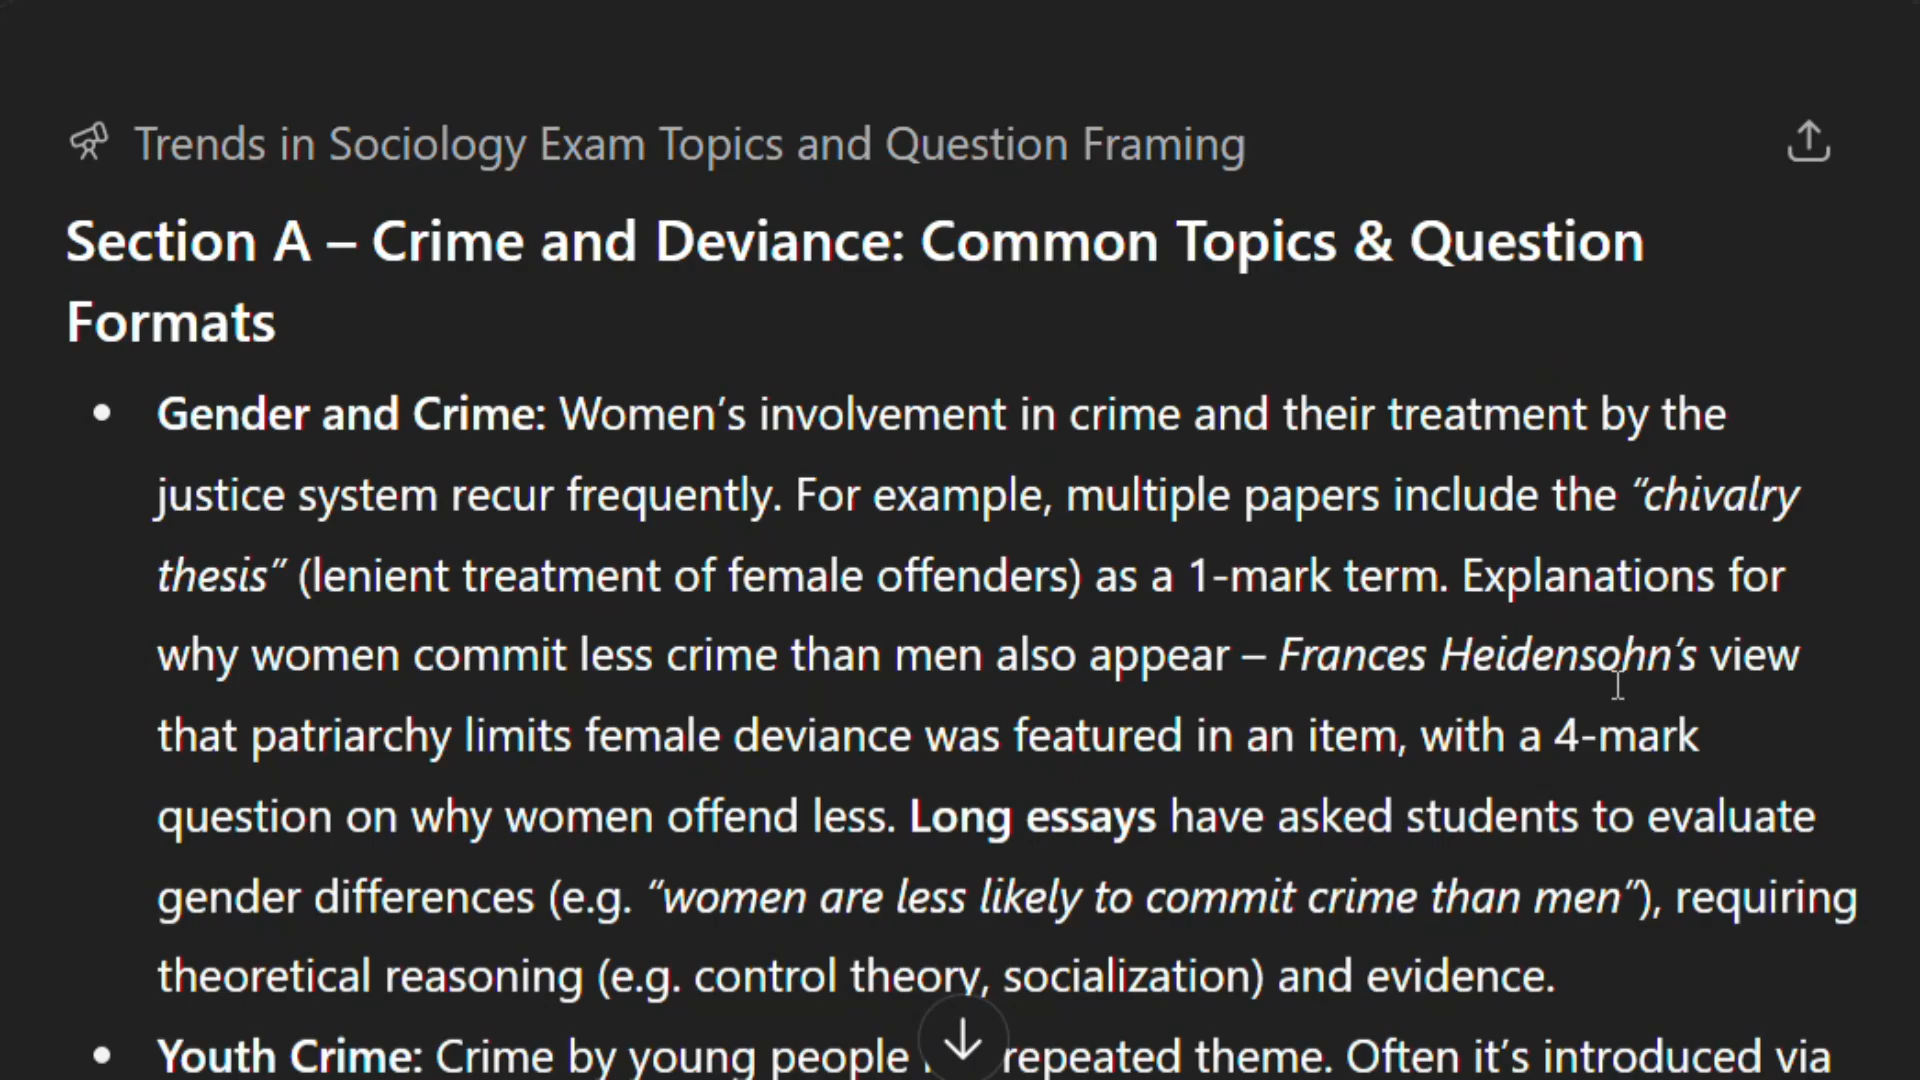 Trends in Sociology Exam Topics and Question Framing
Section A – Crime and Deviance: Common Topics & Question
Formats
• Gender and Crime: Women’s involvement in crime and their treatment by the
justice system recur frequently. For example, multiple papers include the “chivalry
thesis” (lenient treatment of female offenders) as a 1-mark term. Explanations for
why women commit less crime than men also appear – Frances Heidensohn’s view
that patriarchy limits female deviance was featured in an item, with a 4-mark
question on why women offend less. Long essays have asked students to evaluate
gender differences (e.g. “women are less likely to commit crime than men”), requiring
theoretical reasoning (e.g. control theory, socialization) and evidence.
• Youth Crime: Crime by young people repeated theme. Often it’s introduced via